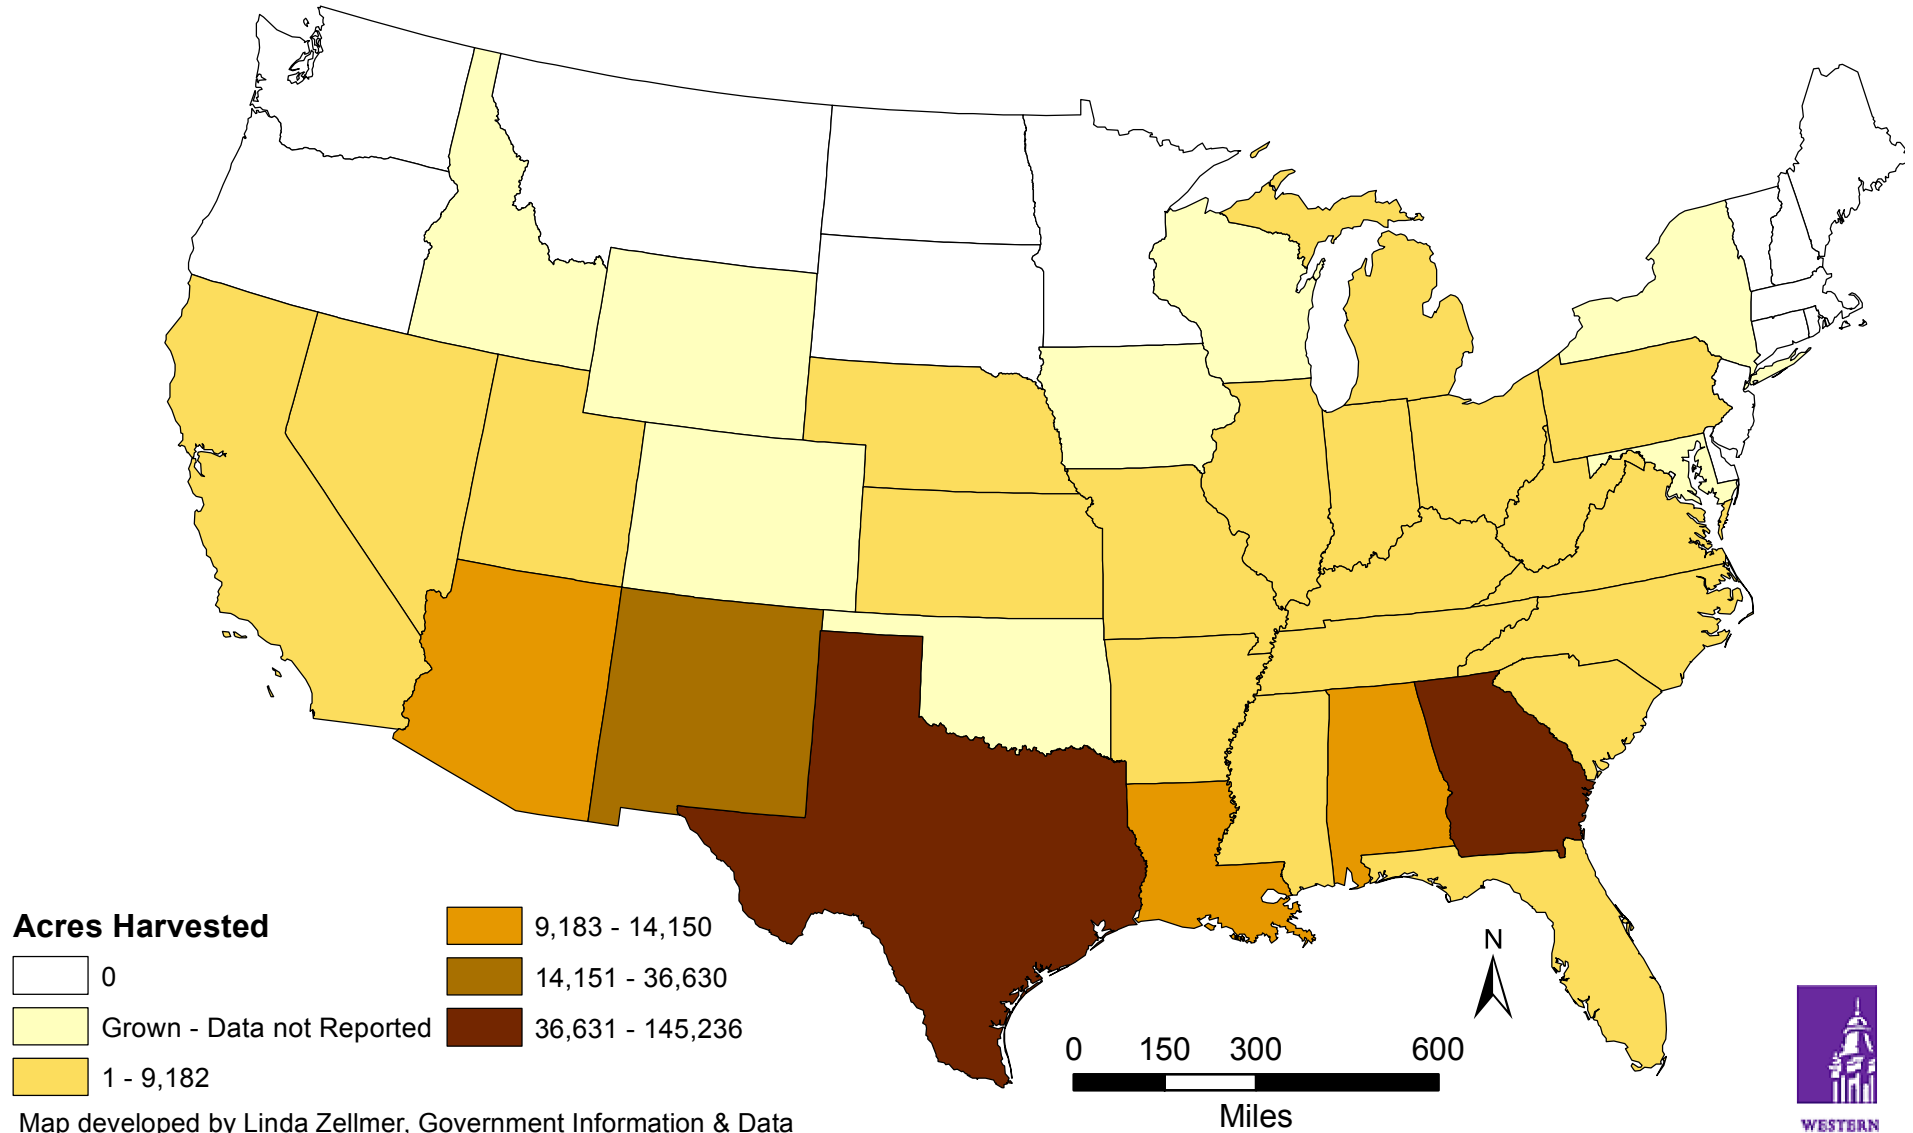 Acres Harvested
0
Grown - Data not Reported
1 - 9,182
9,183 - 14,150
14,151 - 36,630
36,631 - 145,236
Map developed by Linda Zellmer, Government Information & Data
N
0 150 300 600
Miles
WESTERN